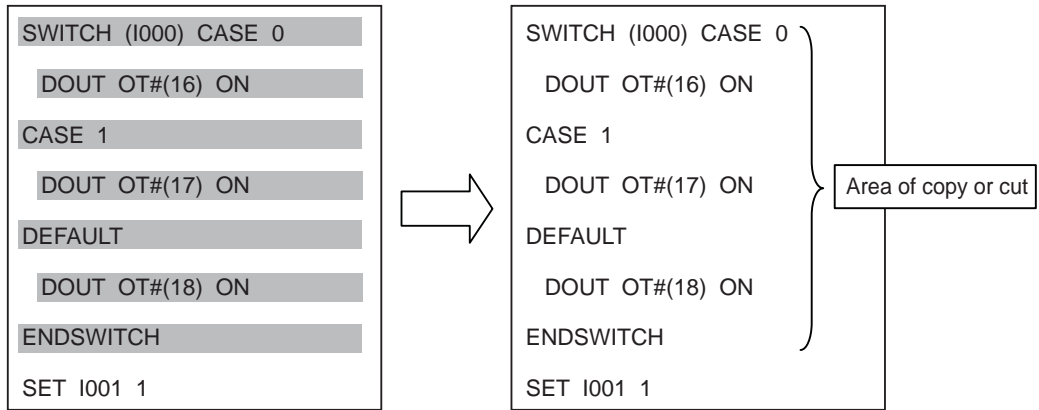 SWITCH (I000) CASE 0
DOUT OT#(16) ON
CASE 1
DOUT OT#(17) ON
DEFAULT
DOUT OT#(18) ON
ENDSWITCH
SET I001 1
SWITCH (I000) CASE 0
DOUT OT#(16) ON
CASE 1
DOUT OT#(17) ON
DEFAULT
DOUT OT#(18) ON
ENDSWITCH
SET I001 1
Area of copy or cut